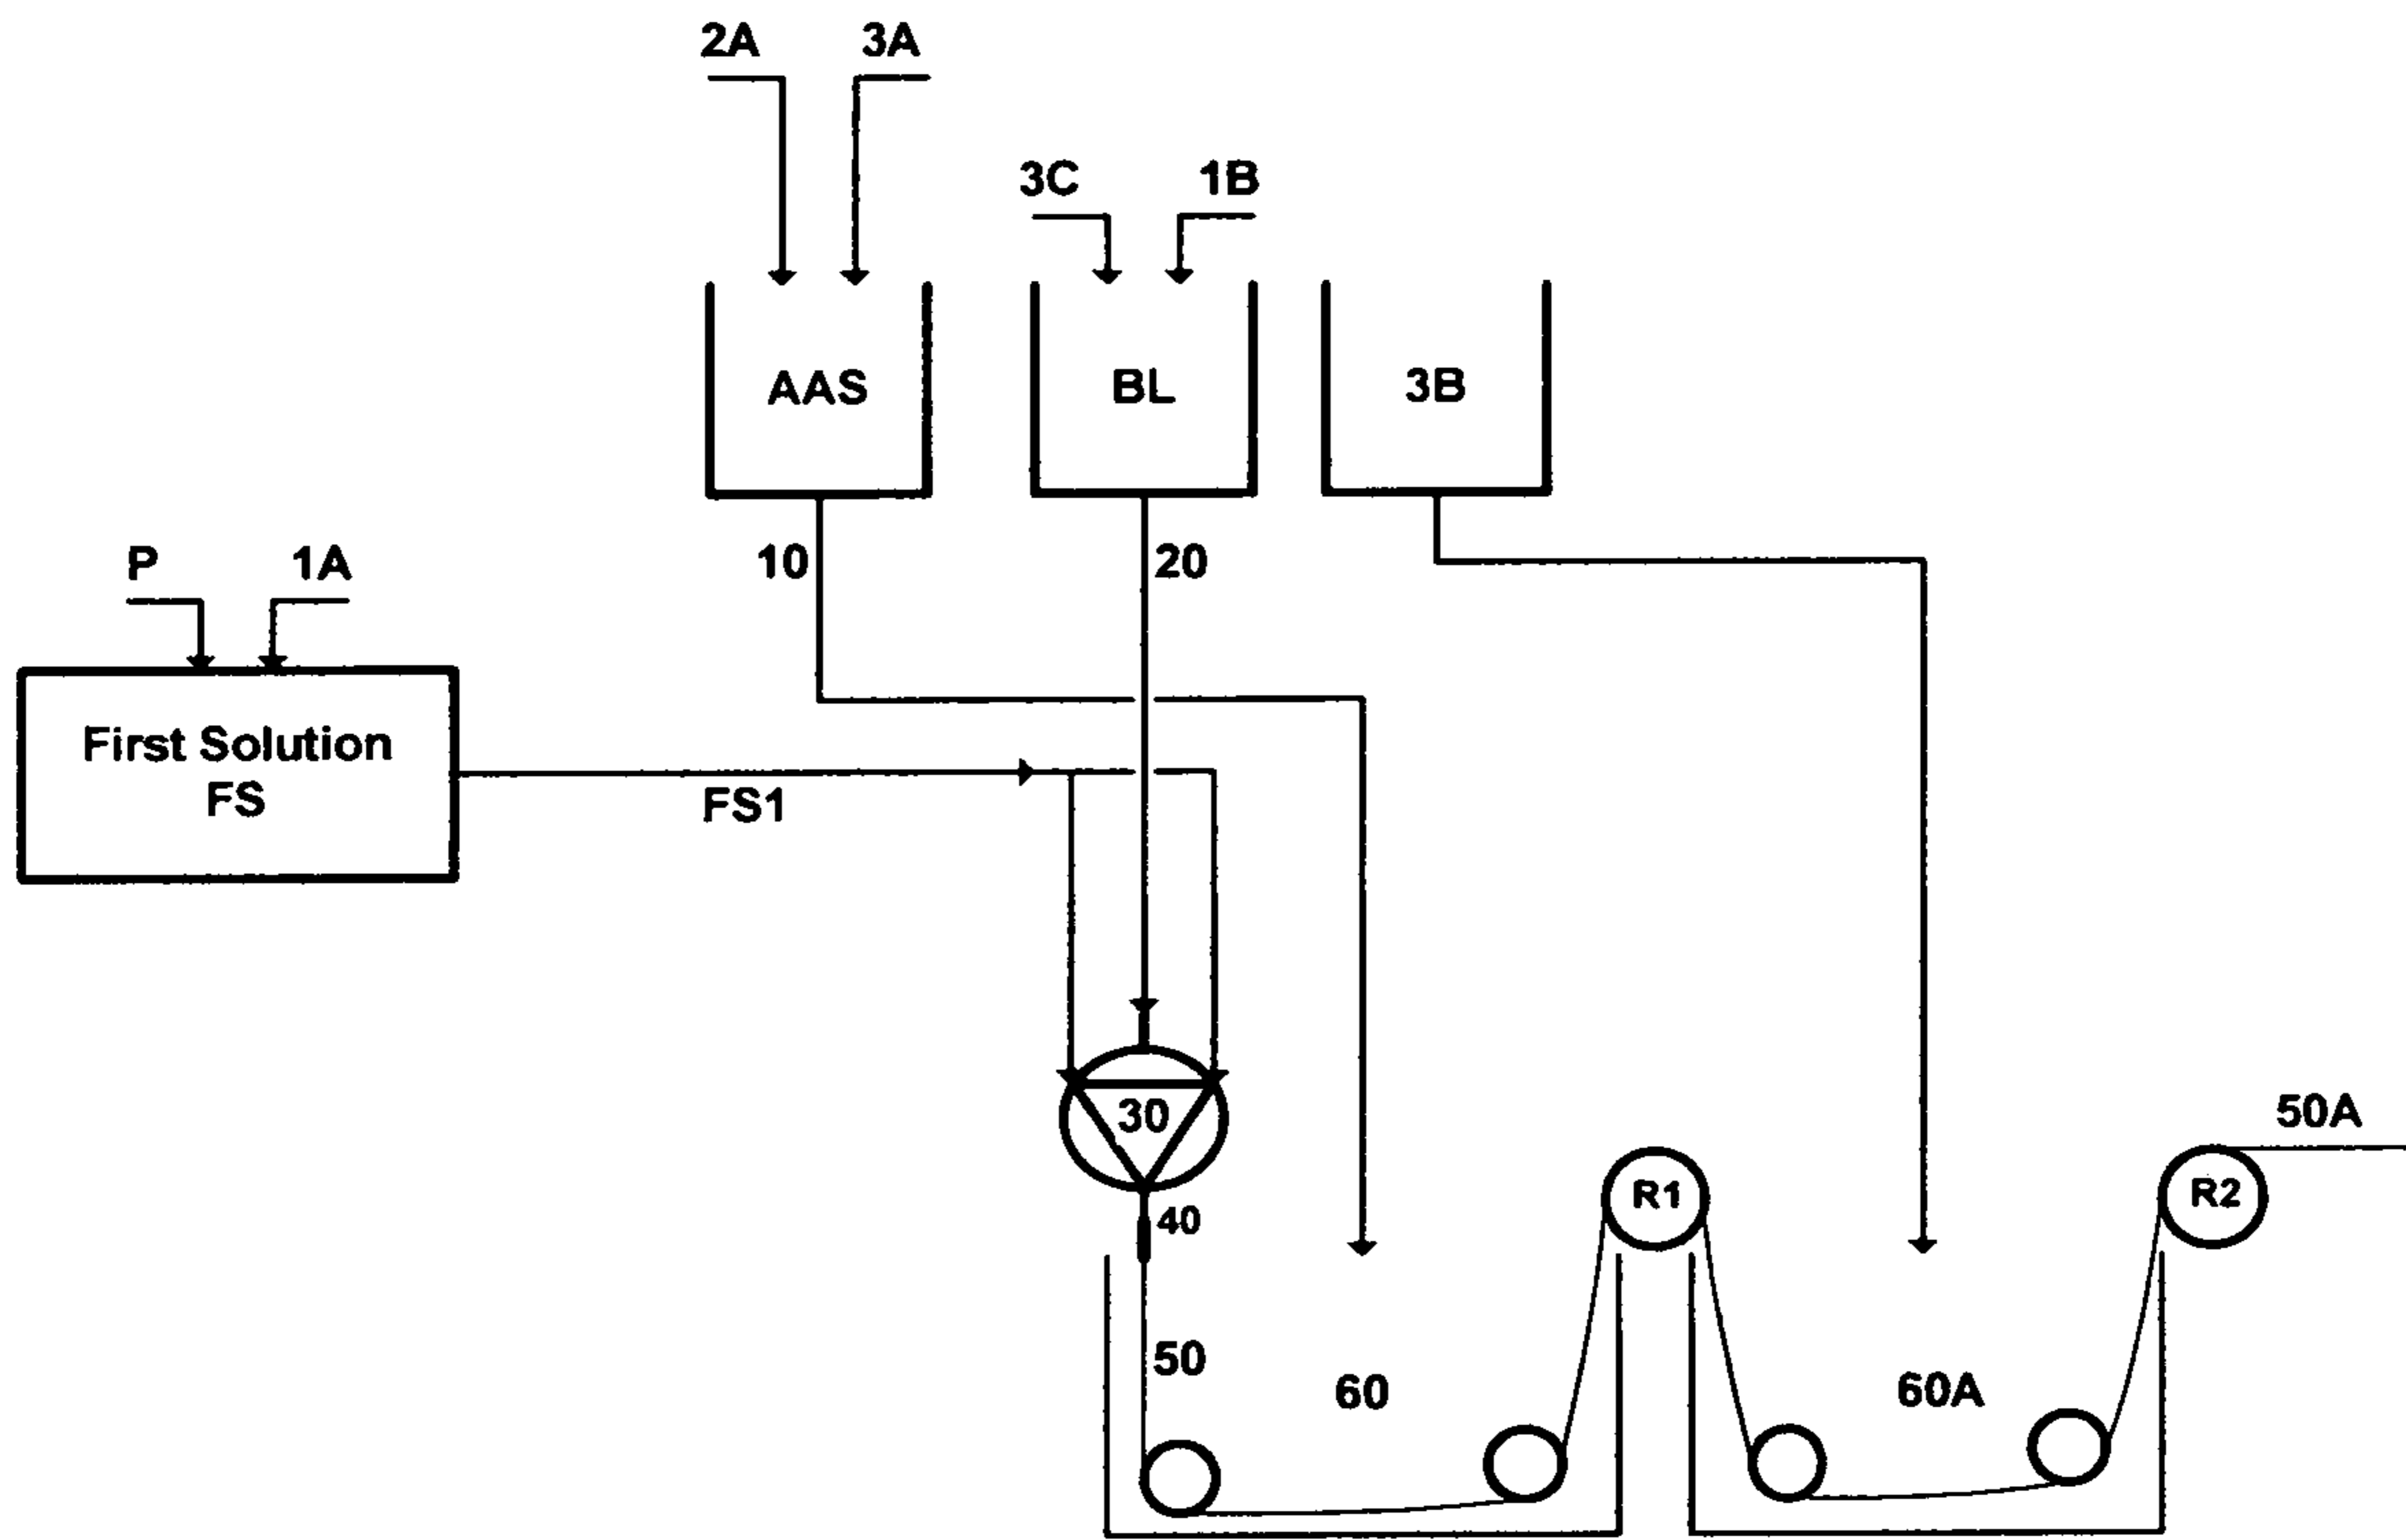 2A 3A
3C 1B
AAS BL 3B
10 20
P 1A
First Solution
FS
FS1
30
50A
R1 R2
40
50
60 60A